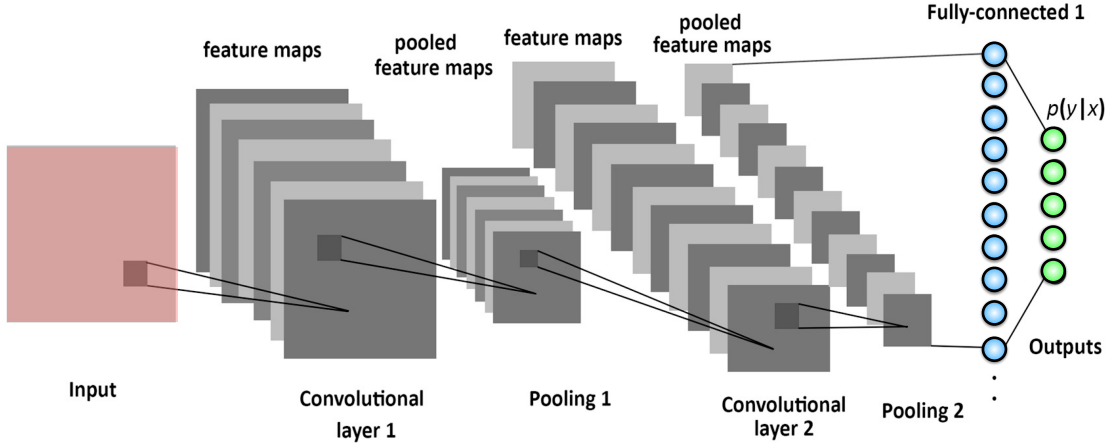 feature maps
pooled
feature maps
feature maps
pooled
feature maps
Fully-connected 1
p(y|x)
Outputs
Input
Convolutional
layer 1
Pooling 1
Convolutional
layer 2
Pooling 2